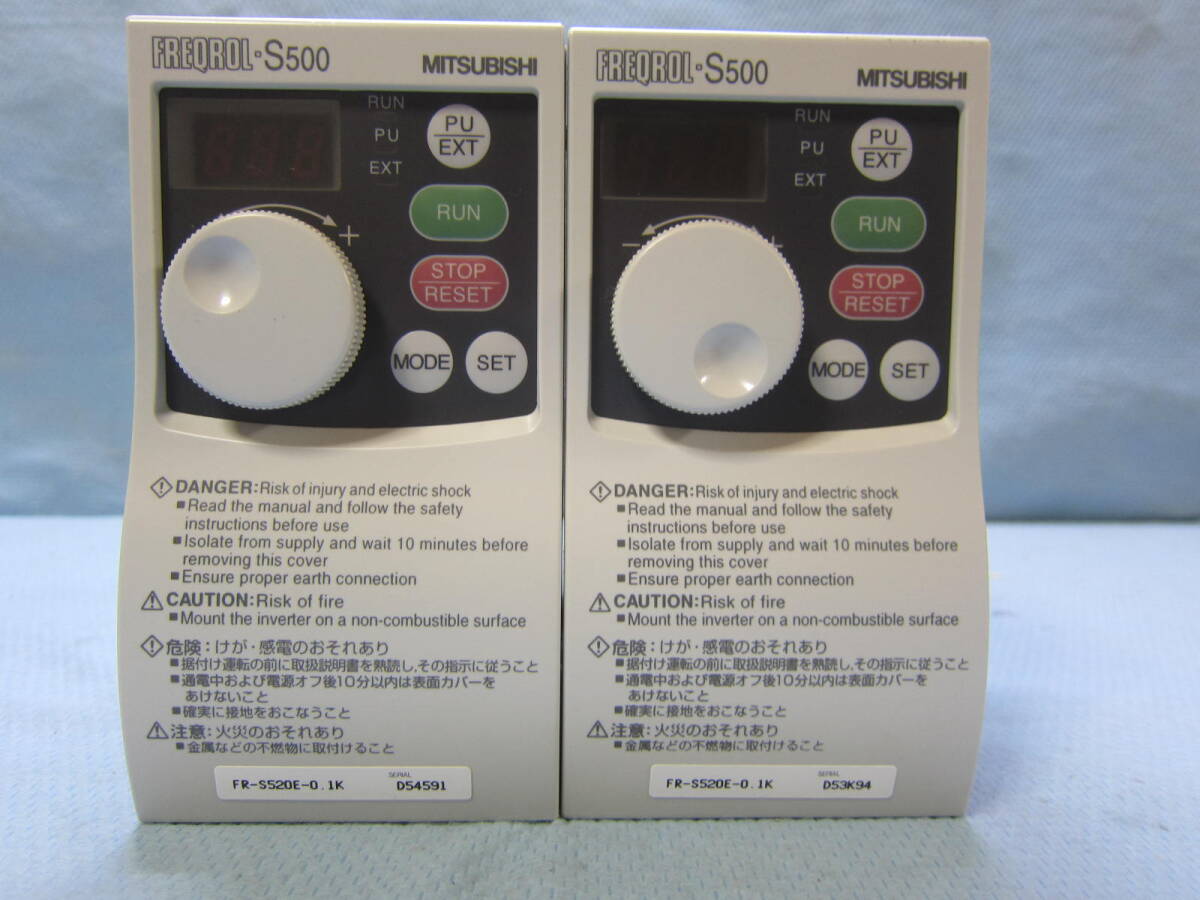 FREQROL-S500
MITSUBISHI
RUN
PU
EXT
PU
EXT
+
RUN
STOP
RESET
MODE
SET
DANGER:Risk of injury and electric shock
■Read the manual and follow the safety
instructions before use
■Isolate from supply and wait 10 minutes before
removing this cover
■Ensure proper earth connection
CAUTION:Risk of fire
■Mount the inverter on a non-combustible surface
危険：けが・感電のおそれあり
■据付け運転の前に取扱説明書を熟読し，その指示に従うこと
■通電中および電源オフ後10分以内は表面カバーを
あけないこと
■確実に接地をおこなうこと
注意：火災のおそれあり
■金属などの不燃物に取付けること
FR-S520E-0.1K
SERIAL
D54591
FREQROL-S500
MITSUBISHI
RUN
PU
EXT
PU
EXT
−
+
RUN
STOP
RESET
MODE
SET
DANGER:Risk of injury and electric shock
■Read the manual and follow the safety
instructions before use
■Isolate from supply and wait 10 minutes before
removing this cover
■Ensure proper earth connection
CAUTION:Risk of fire
■Mount the inverter on a non-combustible surface
危険：けが・感電のおそれあり
■据付け運転の前に取扱説明書を熟読し，その指示に従うこと
■通電中および電源オフ後10分以内は表面カバーを
あけないこと
■確実に接地をおこなうこと
注意：火災のおそれあり
■金属などの不燃物に取付けること
FR-S520E-0.1K
SERIAL
D53K94